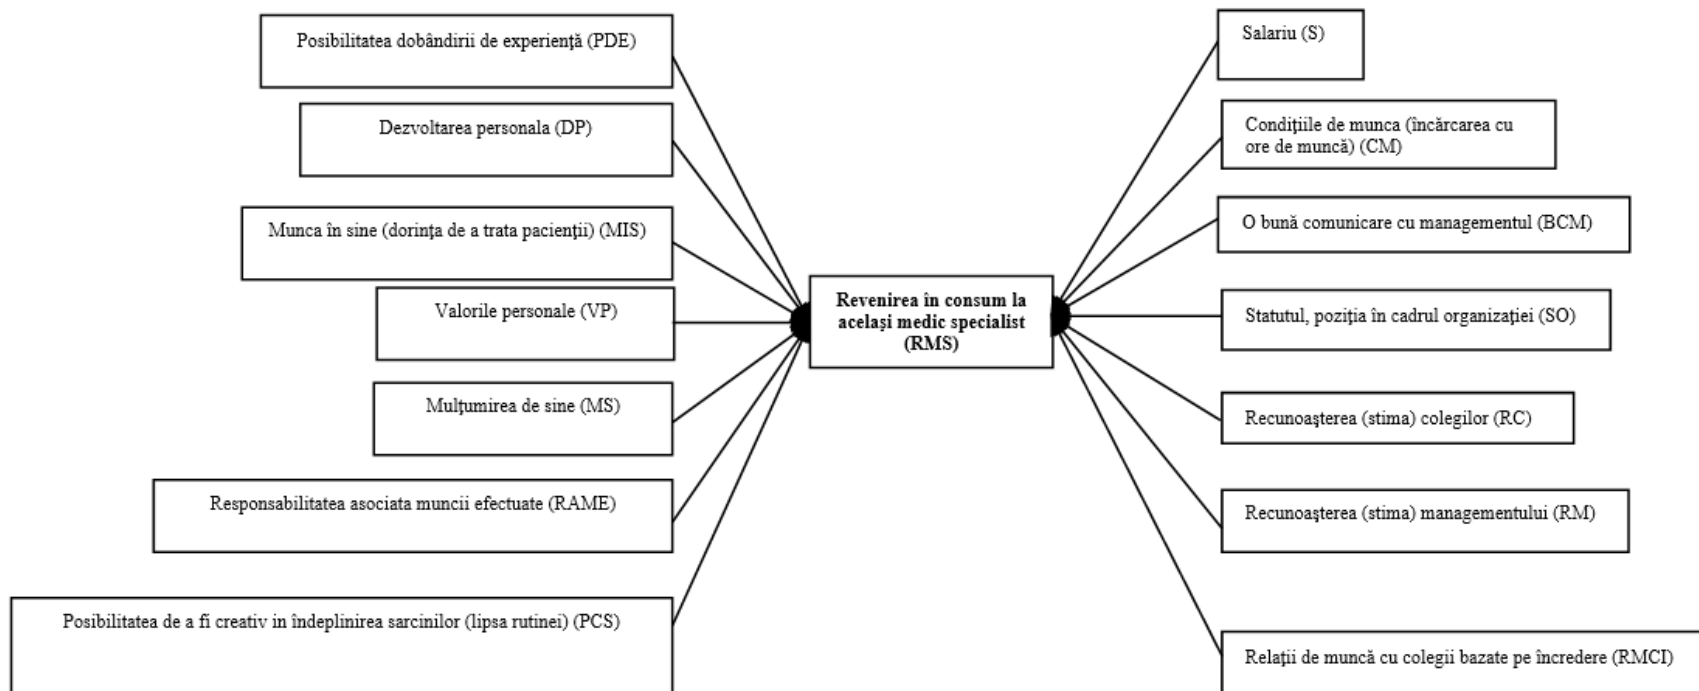 Posibilitatea dobândirii de experienţă (PDE)
Dezvoltarea personala (DP)
Munca în sine (dorinţa de a trata pacienţii) (MIS)
Valorile personale (VP)
Mulţumirea de sine (MS)
Responsabilitatea asociata muncii efectuate (RAME)
Posibilitatea de a fi creativ in îndeplinirea sarcinilor (lipsa rutinei) (PCS)
Revenirea în consum la
același medic specialist
(RMS)
Salariu (S)
Condiţiile de munca (încărcarea cu
ore de muncă) (CM)
O bună comunicare cu managementul (BCM)
Statutul, poziţia în cadrul organizaţiei (SO)
Recunoaşterea (stima) colegilor (RC)
Recunoaşterea (stima) managementului (RM)
Relaţii de muncă cu colegii bazate pe încredere (RMCI)